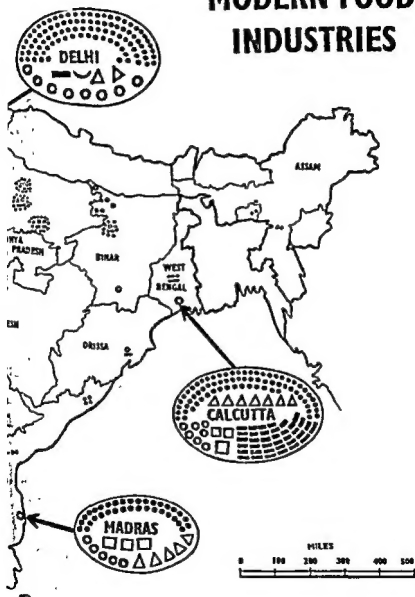 MODERN FOOD
INDUSTRIES
DELHI
ASSAM
PRADESH
BIHAR
WEST
BENGAL
ESH
ORISSA
CALCUTTA
MADRAS
MILES
0 100 200 300 400 500